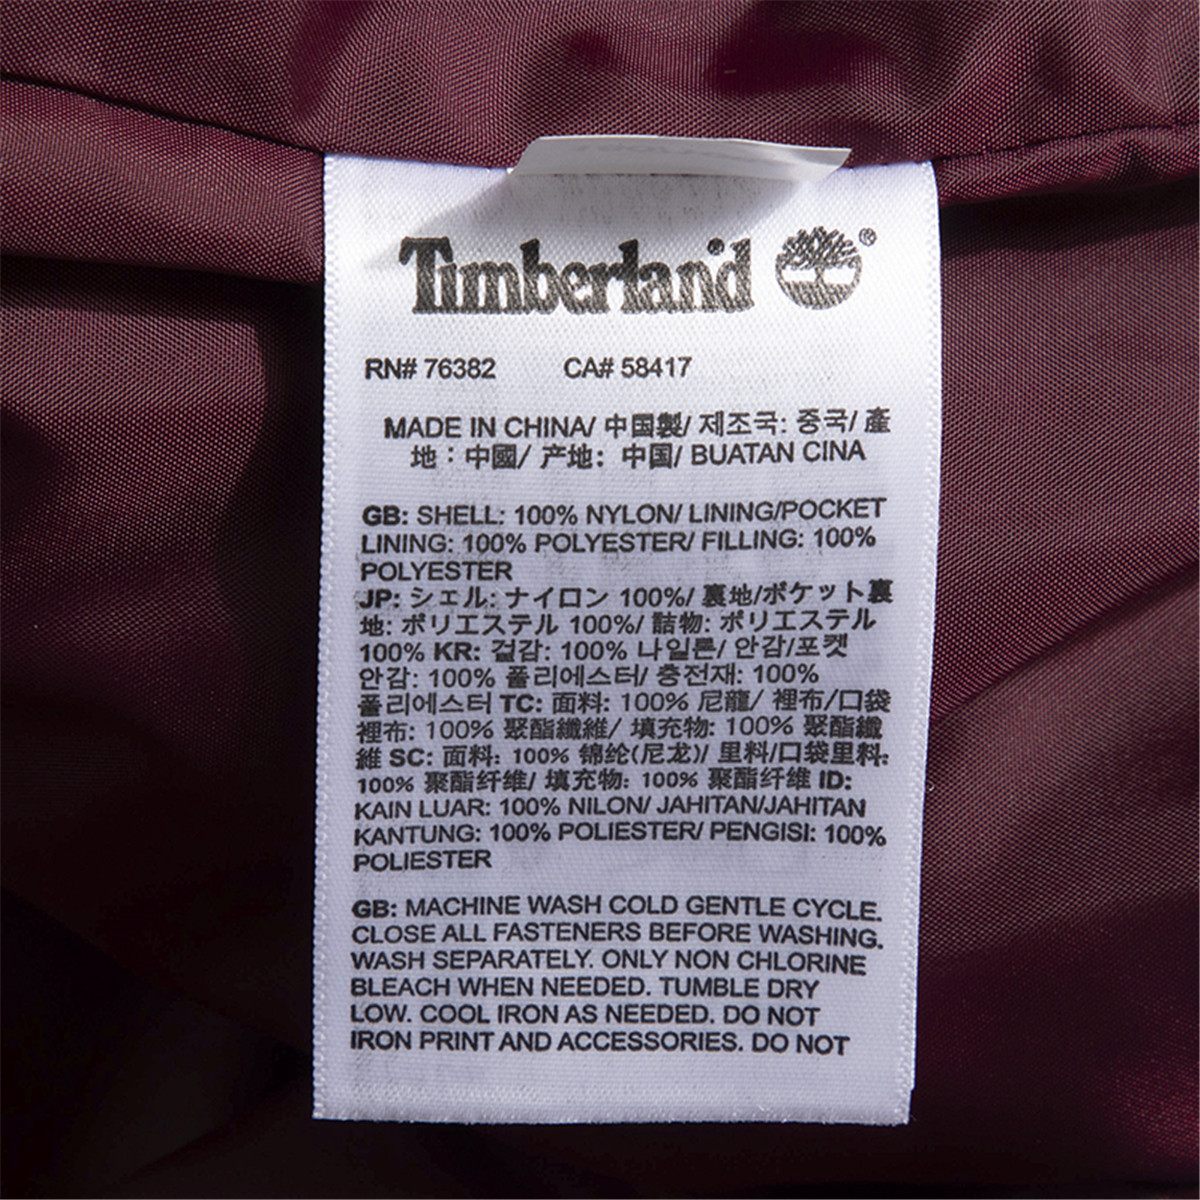 Timberland ®
RN# 76382 CA# 58417
MADE IN CHINA/ 中国製/ 제조국: 중국/ 產
地：中國/ 产地: 中国/ BUATAN CINA
GB: SHELL: 100% NYLON/ LINING/POCKET
LINING: 100% POLYESTER/ FILLING: 100%
POLYESTER
JP: シェル: ナイロン 100%/ 裏地/ポケット裏
地: ポリエステル 100%/ 詰物: ポリエステル
100% KR: 겉감: 100% 나일론/ 안감/포켓
안감: 100% 폴리에스터/ 충전재: 100%
폴리에스터 TC: 面料: 100% 尼龍/ 裡布/口袋
裡布: 100% 聚酯纖維/ 填充物: 100% 聚酯纖
維 SC: 面料: 100% 锦纶(尼龙)/ 里料/口袋里料:
100% 聚酯纤维/ 填充物: 100% 聚酯纤维 ID:
KAIN LUAR: 100% NILON/ JAHITAN/JAHITAN
KANTUNG: 100% POLIESTER/ PENGISI: 100%
POLIESTER
GB: MACHINE WASH COLD GENTLE CYCLE.
CLOSE ALL FASTENERS BEFORE WASHING.
WASH SEPARATELY. ONLY NON CHLORINE
BLEACH WHEN NEEDED. TUMBLE DRY
LOW. COOL IRON AS NEEDED. DO NOT
IRON PRINT AND ACCESSORIES. DO NOT